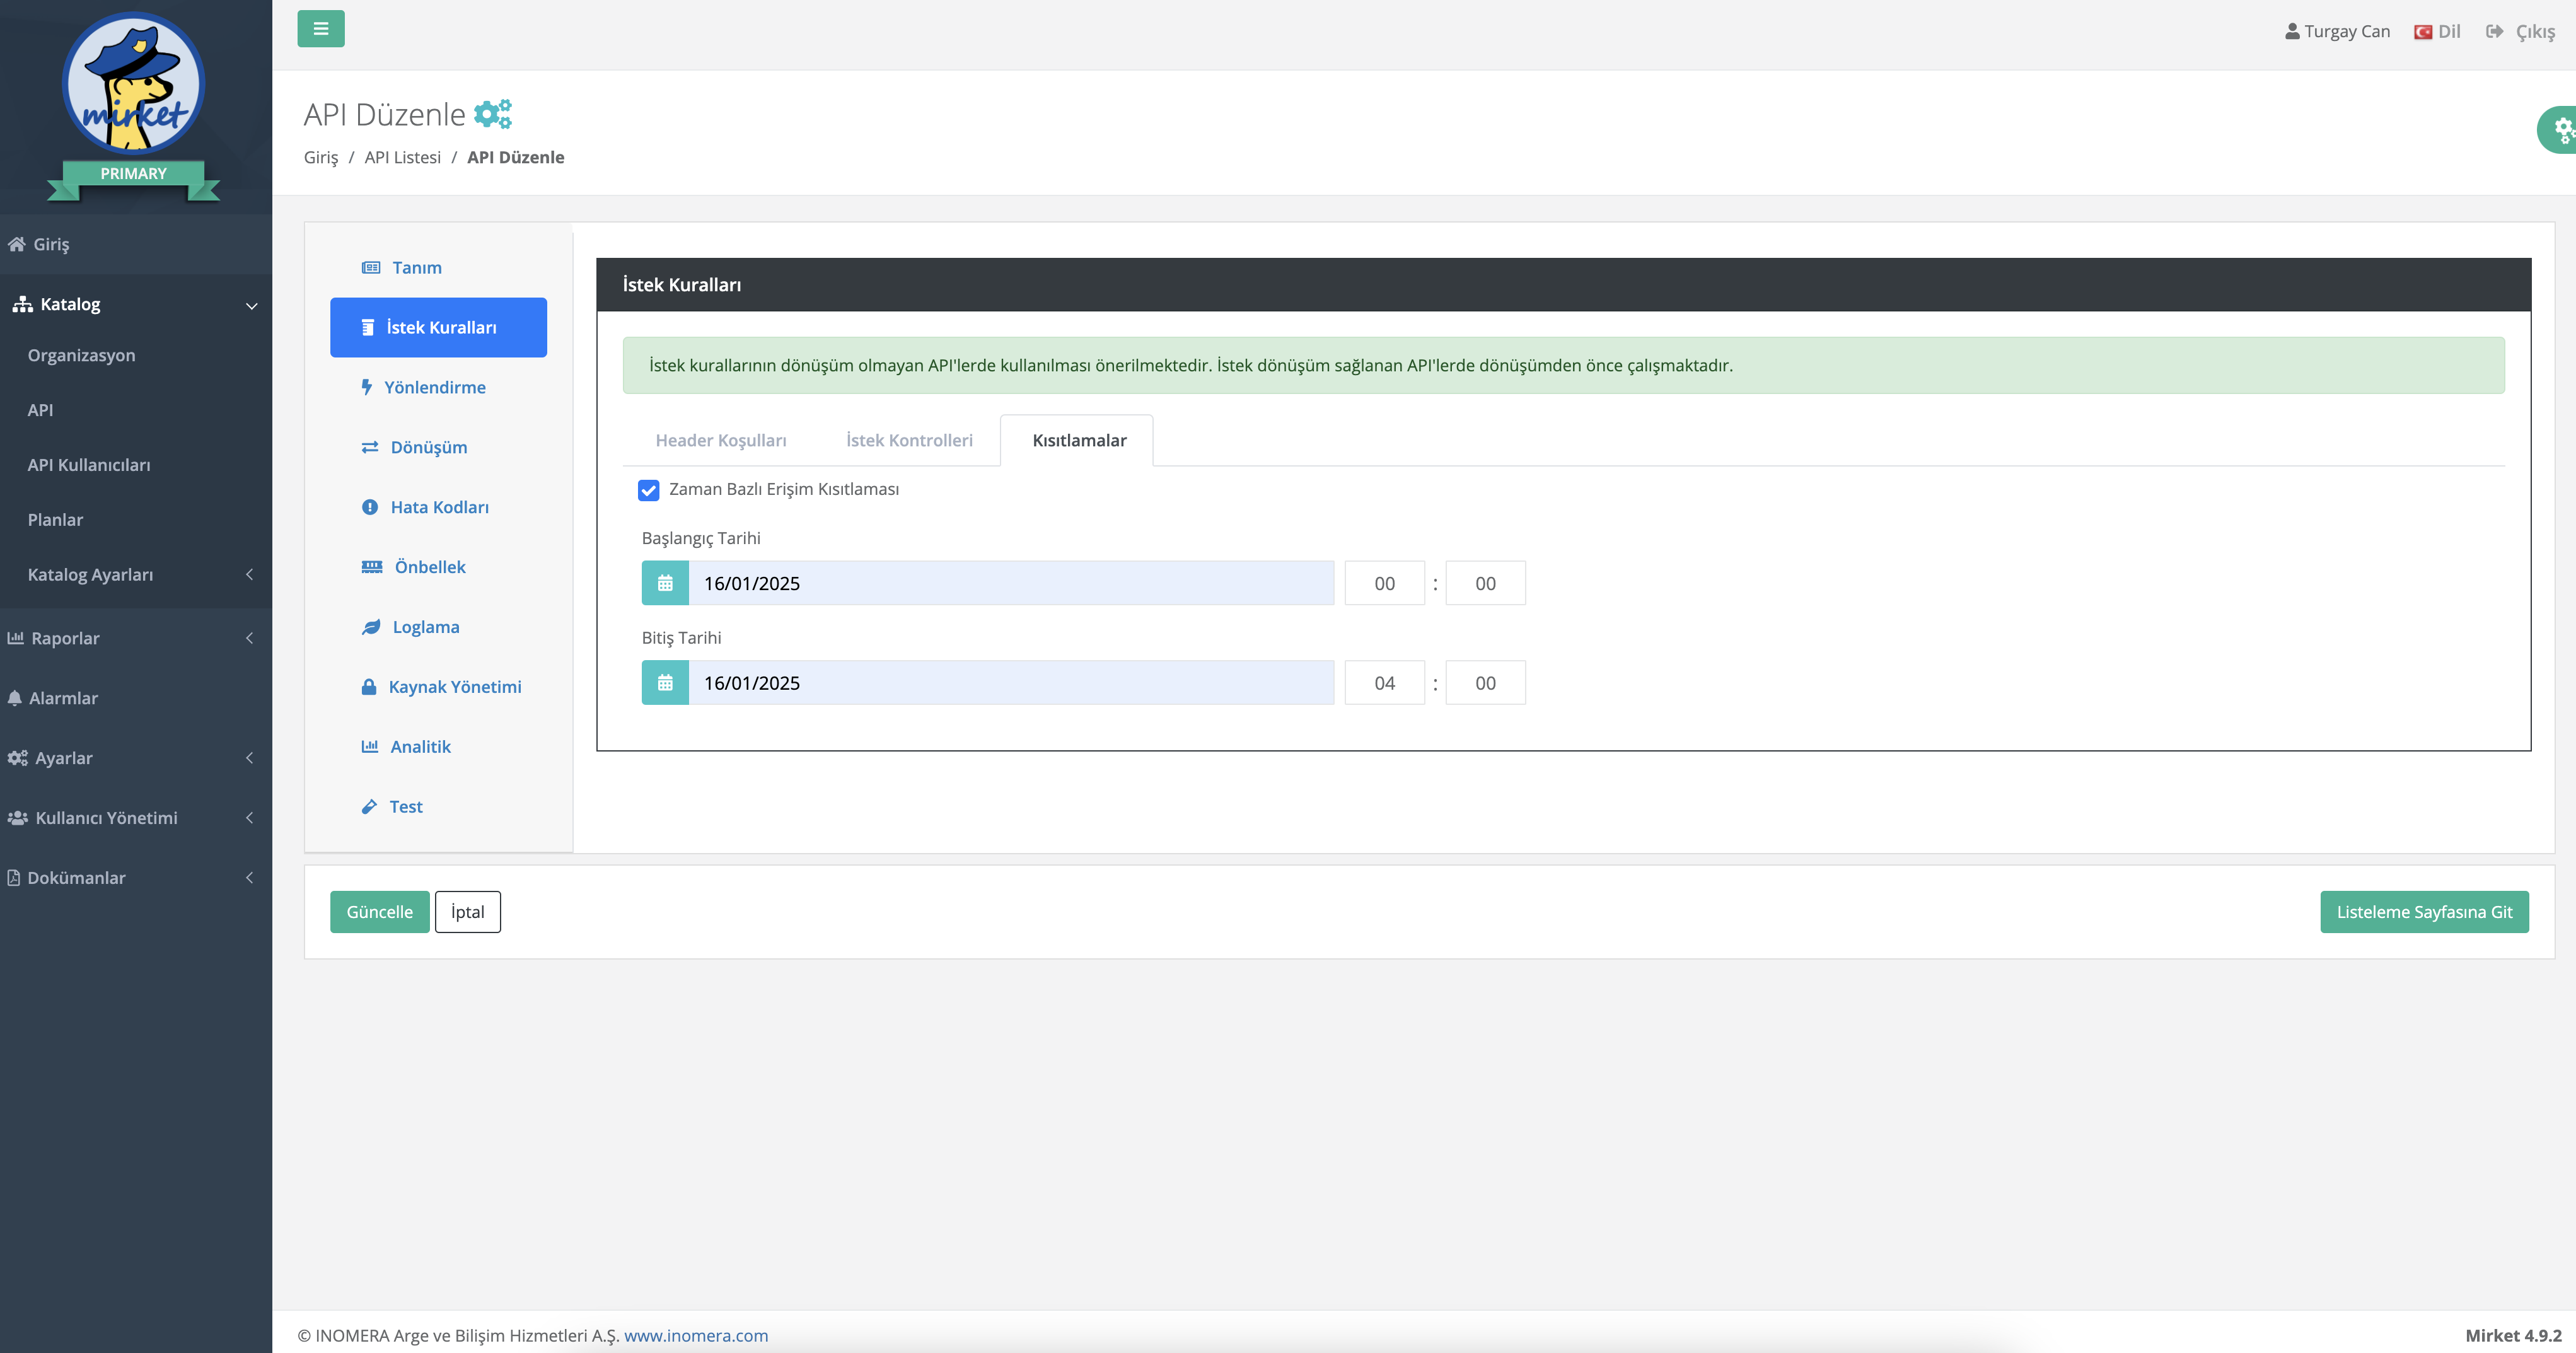 mirket
PRIMARY
Giriş
Katalog
Organizasyon
API
API Kullanıcıları
Planlar
Katalog Ayarları
Raporlar
Alarmlar
Ayarlar
Kullanıcı Yönetimi
Dokümanlar
Turgay Can
Dil
Çıkış
API Düzenle
Giriş / API Listesi / API Düzenle
Tanım
İstek Kuralları
Yönlendirme
Dönüşüm
Hata Kodları
Önbellek
Loglama
Kaynak Yönetimi
Analitik
Test
İstek Kuralları
İstek kurallarının dönüşüm olmayan API'lerde kullanılması önerilmektedir. İstek dönüşüm sağlanan API'lerde dönüşümden önce çalışmaktadır.
Header Koşulları
İstek Kontrolleri
Kısıtlamalar
Zaman Bazlı Erişim Kısıtlaması
Başlangıç Tarihi
16/01/2025 00 : 00
Bitiş Tarihi
16/01/2025 04 : 00
Güncelle
İptal
Listeleme Sayfasına Git
© INOMERA Arge ve Bilişim Hizmetleri A.Ş. www.inomera.com
Mirket 4.9.2